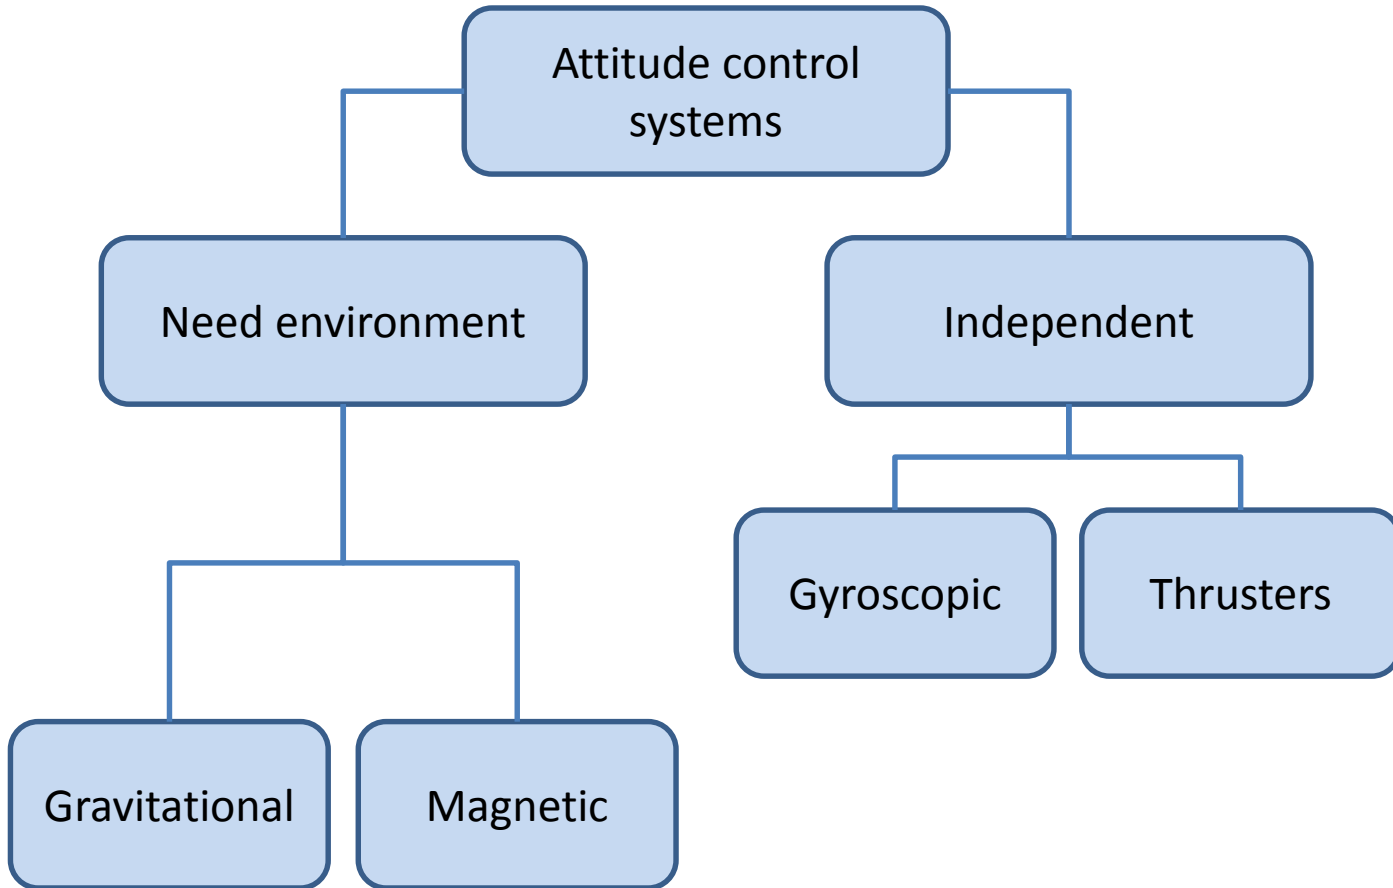 Attitude control
systems
Need environment
Independent
Gyroscopic
Thrusters
Gravitational
Magnetic